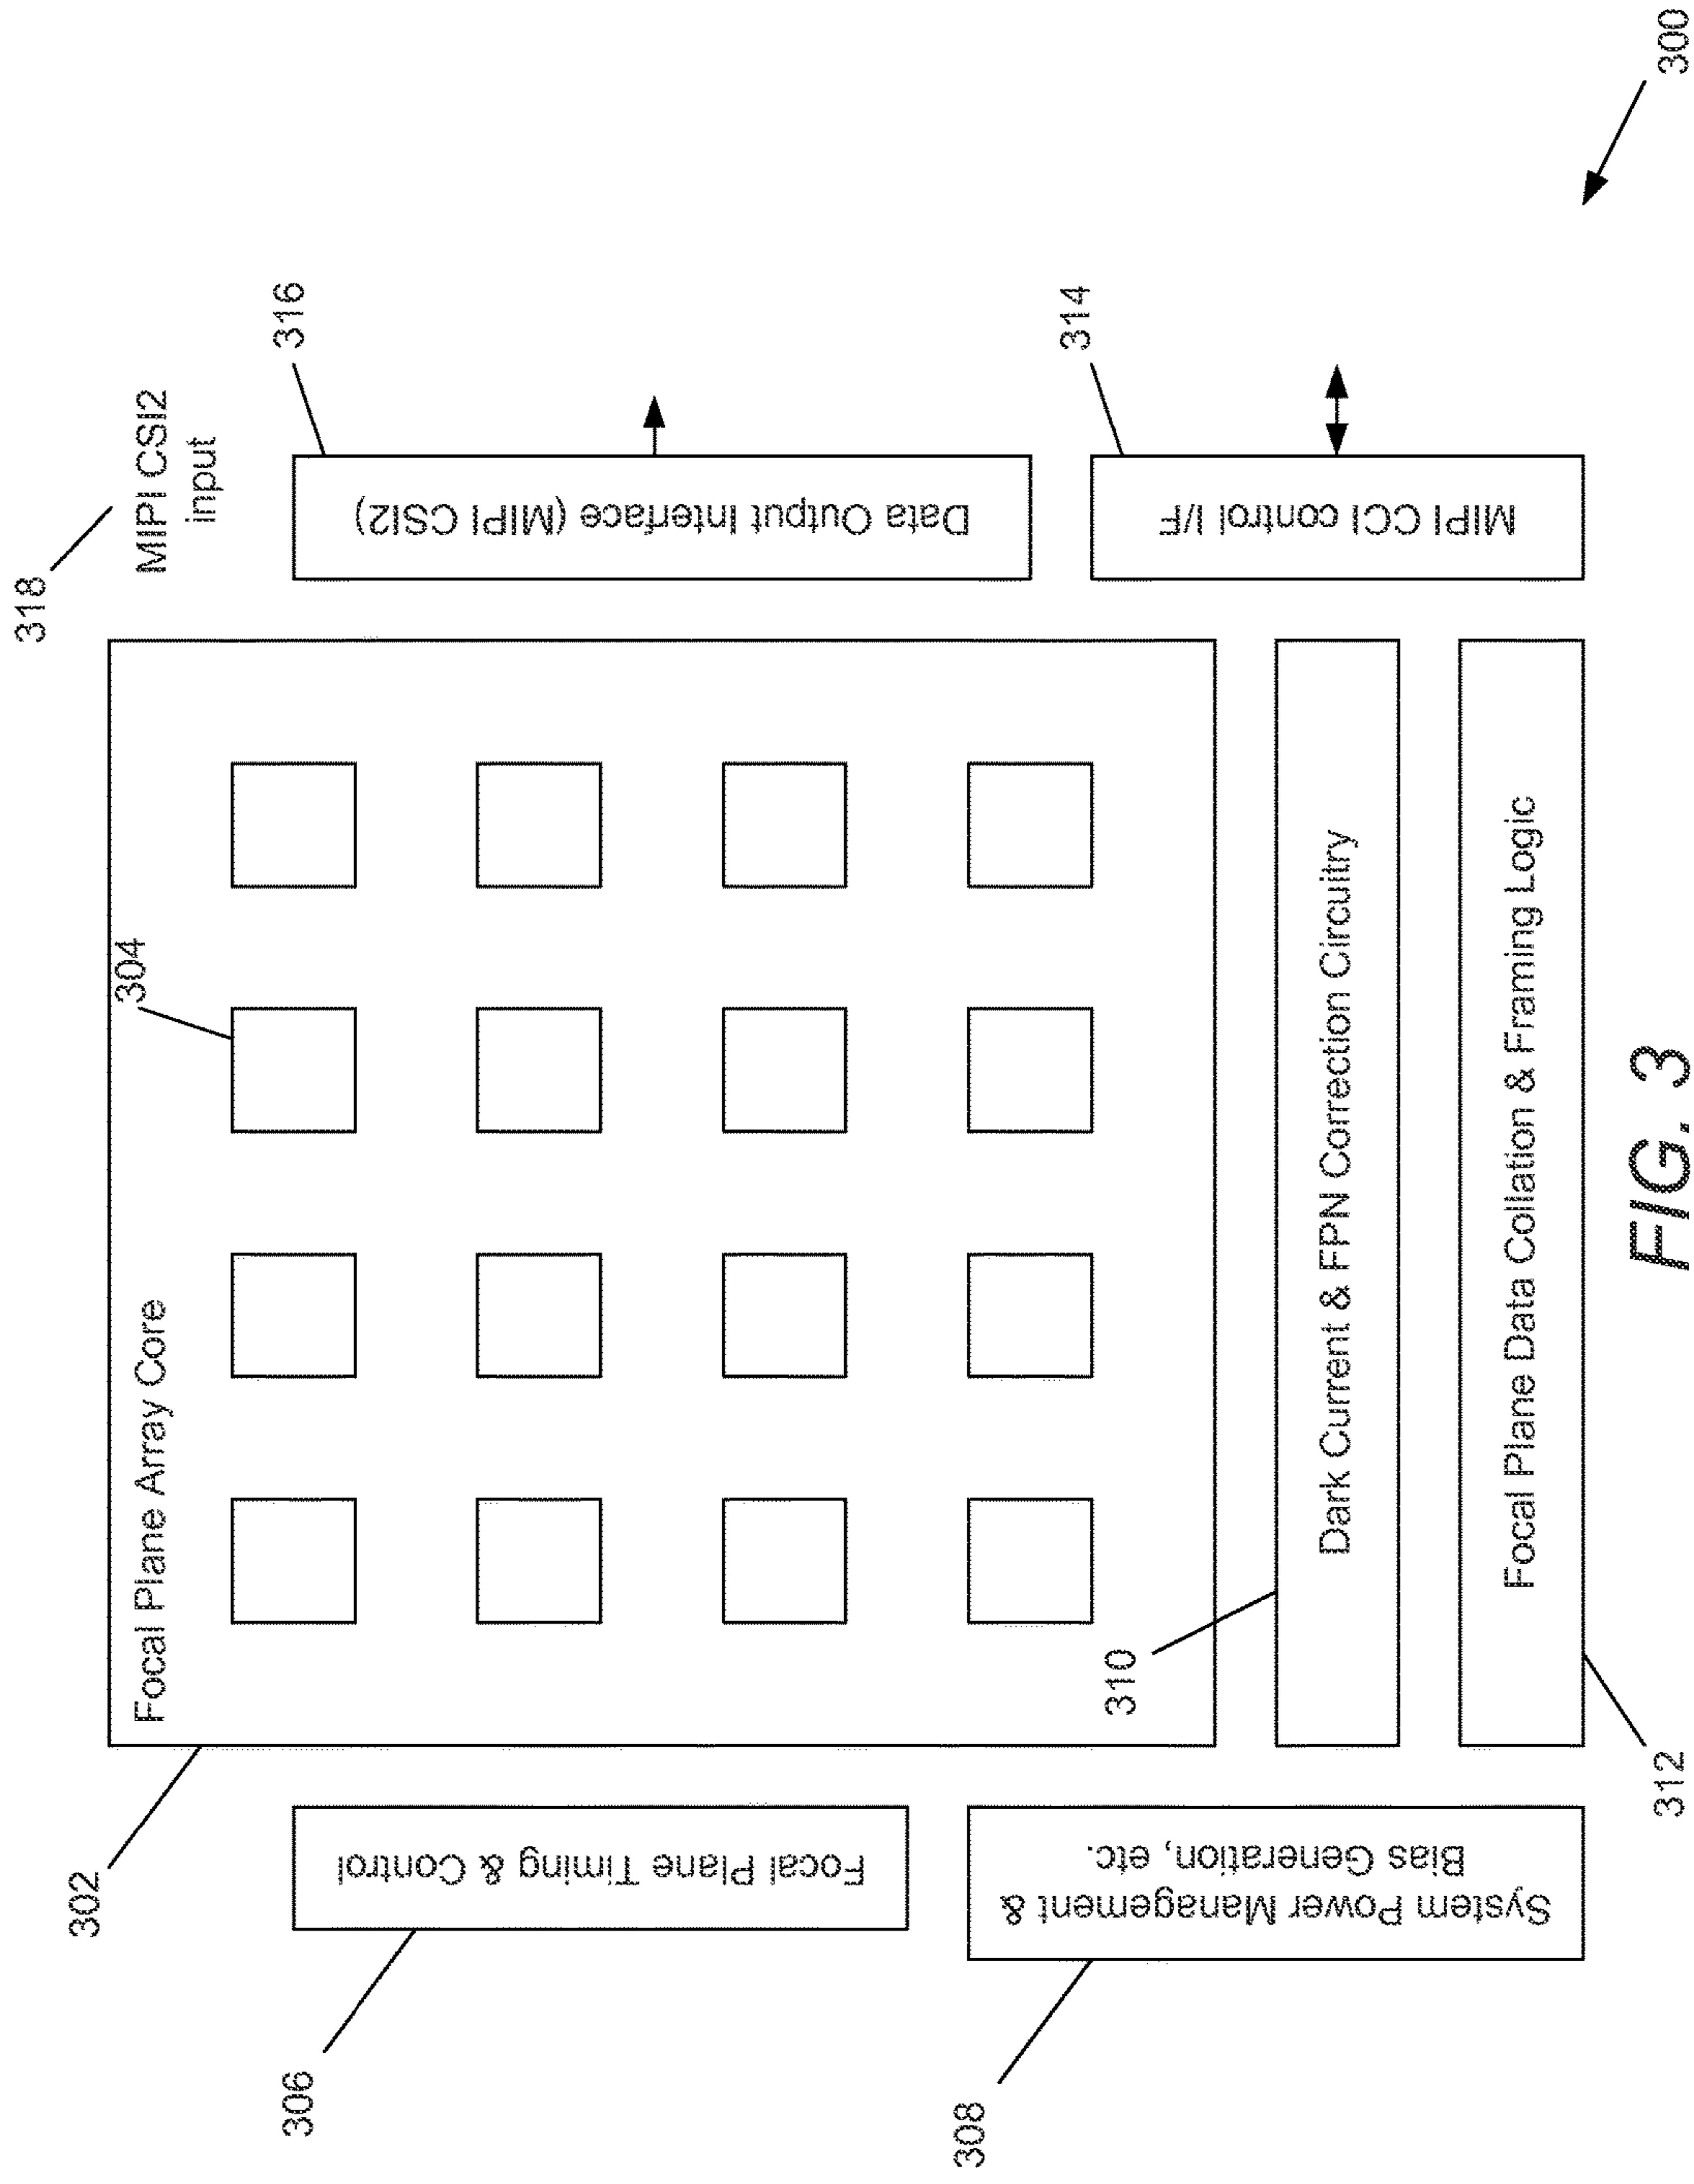 318
302
304
Focal Plane Array Core
MIPI CSI2
input
306
Focal Plane Timing & Control
Data Output Interface (MIPI CSI2)
316
308
System Power Management &
Bias Generation, etc.
310
MIPI CCI control I/F
314
Dark Current & FPN Correction Circuitry
Focal Plane Data Collation & Framing Logic
312
300
FIG. 3